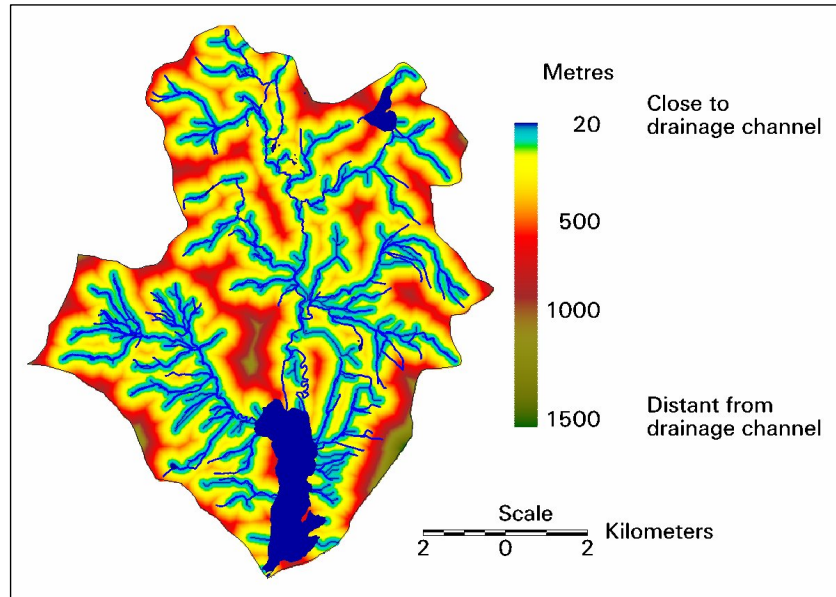 Metres
20
500
1000
1500
Close to
drainage channel
Distant from
drainage channel
Scale
2 0 2
Kilometers